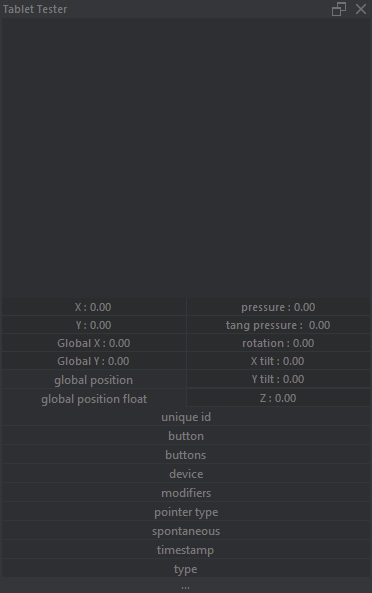 Tablet Tester
X : 0.00 pressure : 0.00
Y : 0.00 tang pressure : 0.00
Global X : 0.00 rotation : 0.00
Global Y : 0.00 X tilt : 0.00
global position Y tilt : 0.00
global position float Z : 0.00
unique id
button
buttons
device
modifiers
pointer type
spontaneous
timestamp
type
...